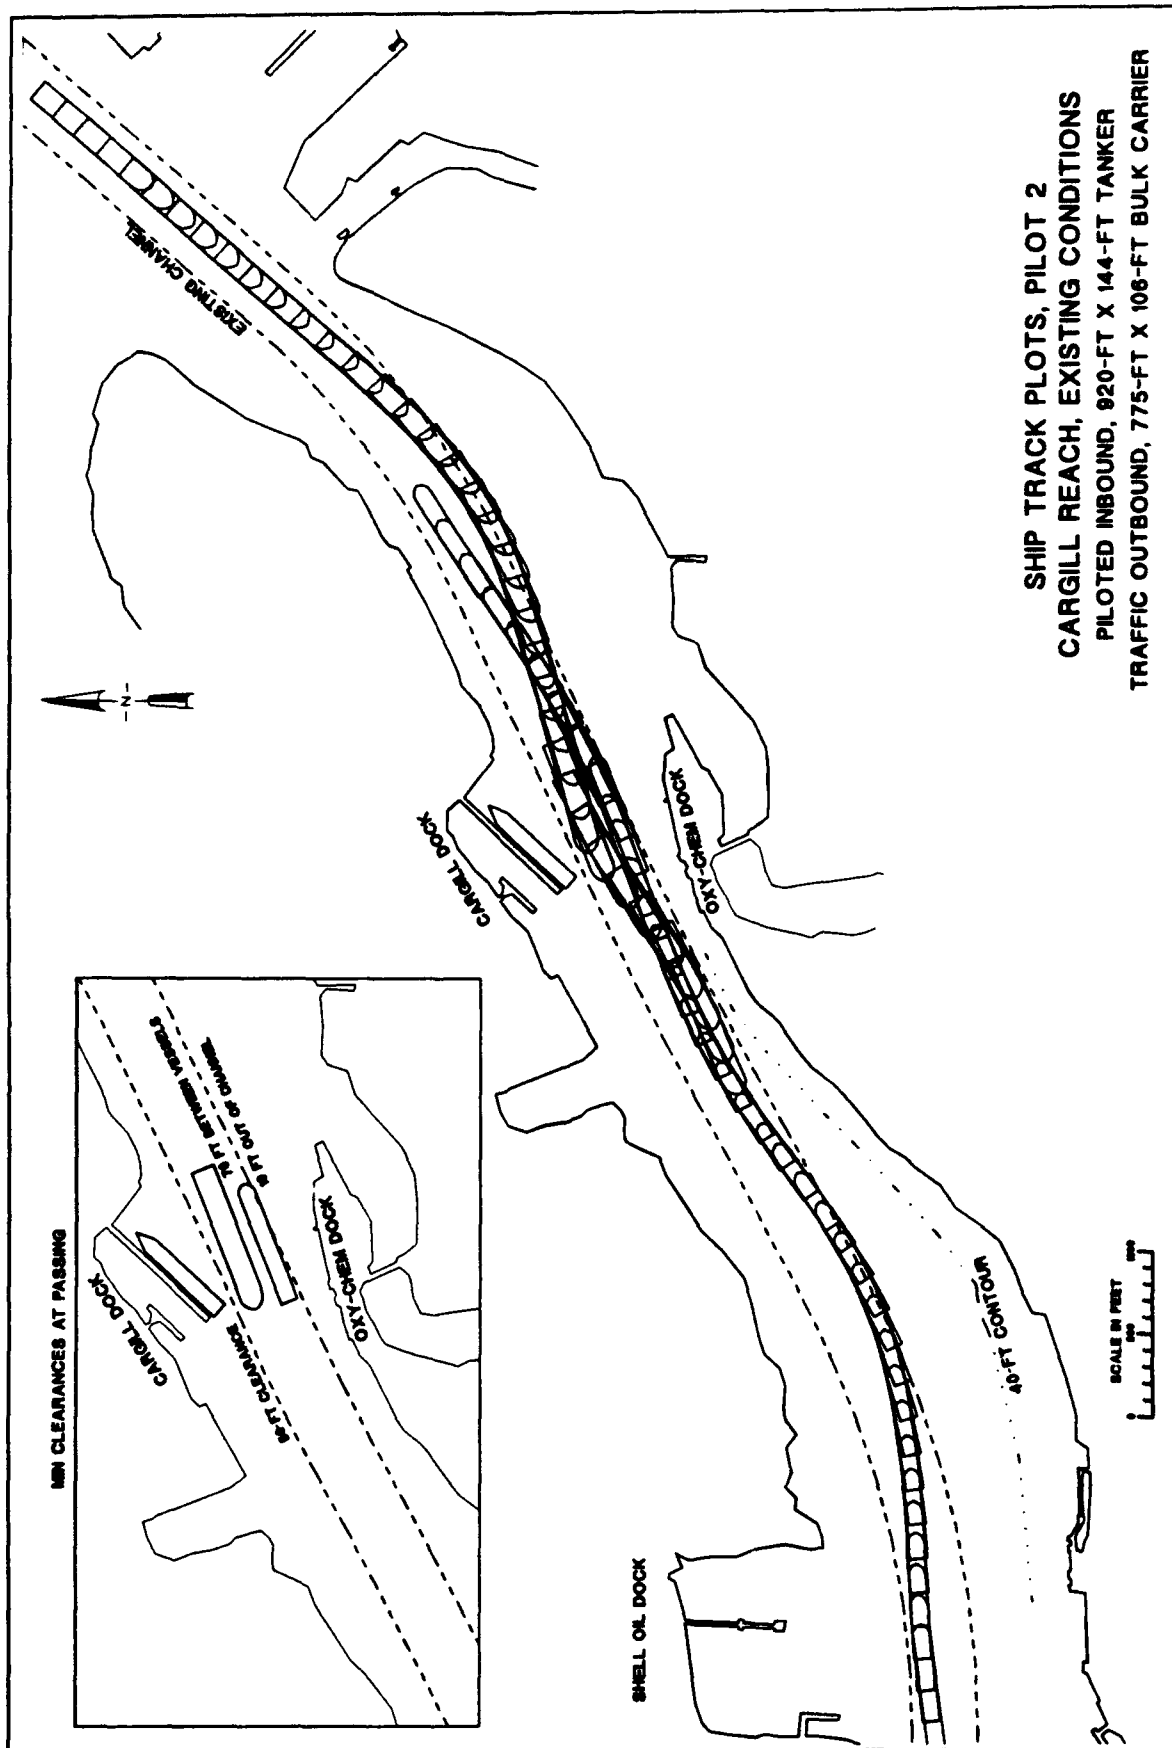 MIN CLEARANCES AT PASSING
CARGILL DOCK
75 FT BETWEEN VESSELS
10 FT OUT OF CHANNEL
OXY-CHEM DOCK
-FT CLEARANCE
N
EXISTING CHANNEL
CARGILL DOCK
OXY-CHEM DOCK
SHELL OIL DOCK
40-FT CONTOUR
SCALE IN FEET
0
SHIP TRACK PLOTS, PILOT 2
CARGILL REACH, EXISTING CONDITIONS
PILOTED INBOUND, 920-FT X 144-FT TANKER
TRAFFIC OUTBOUND, 775-FT X 106-FT BULK CARRIER